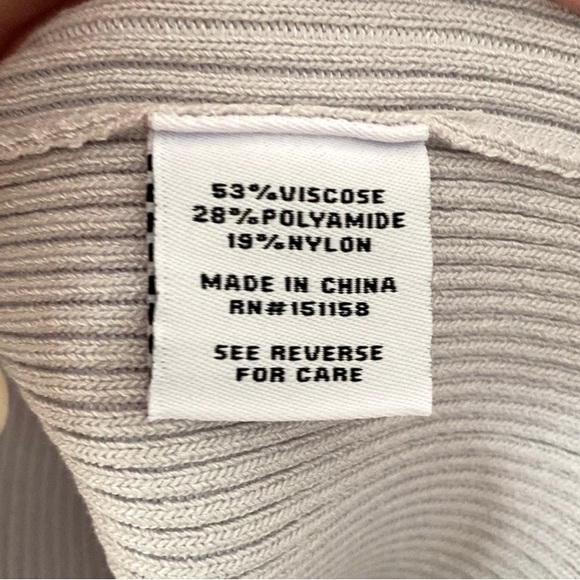 53%VISCOSE
28%POLYAMIDE
19%NYLON
MADE IN CHINA
RN#151158
SEE REVERSE
FOR CARE